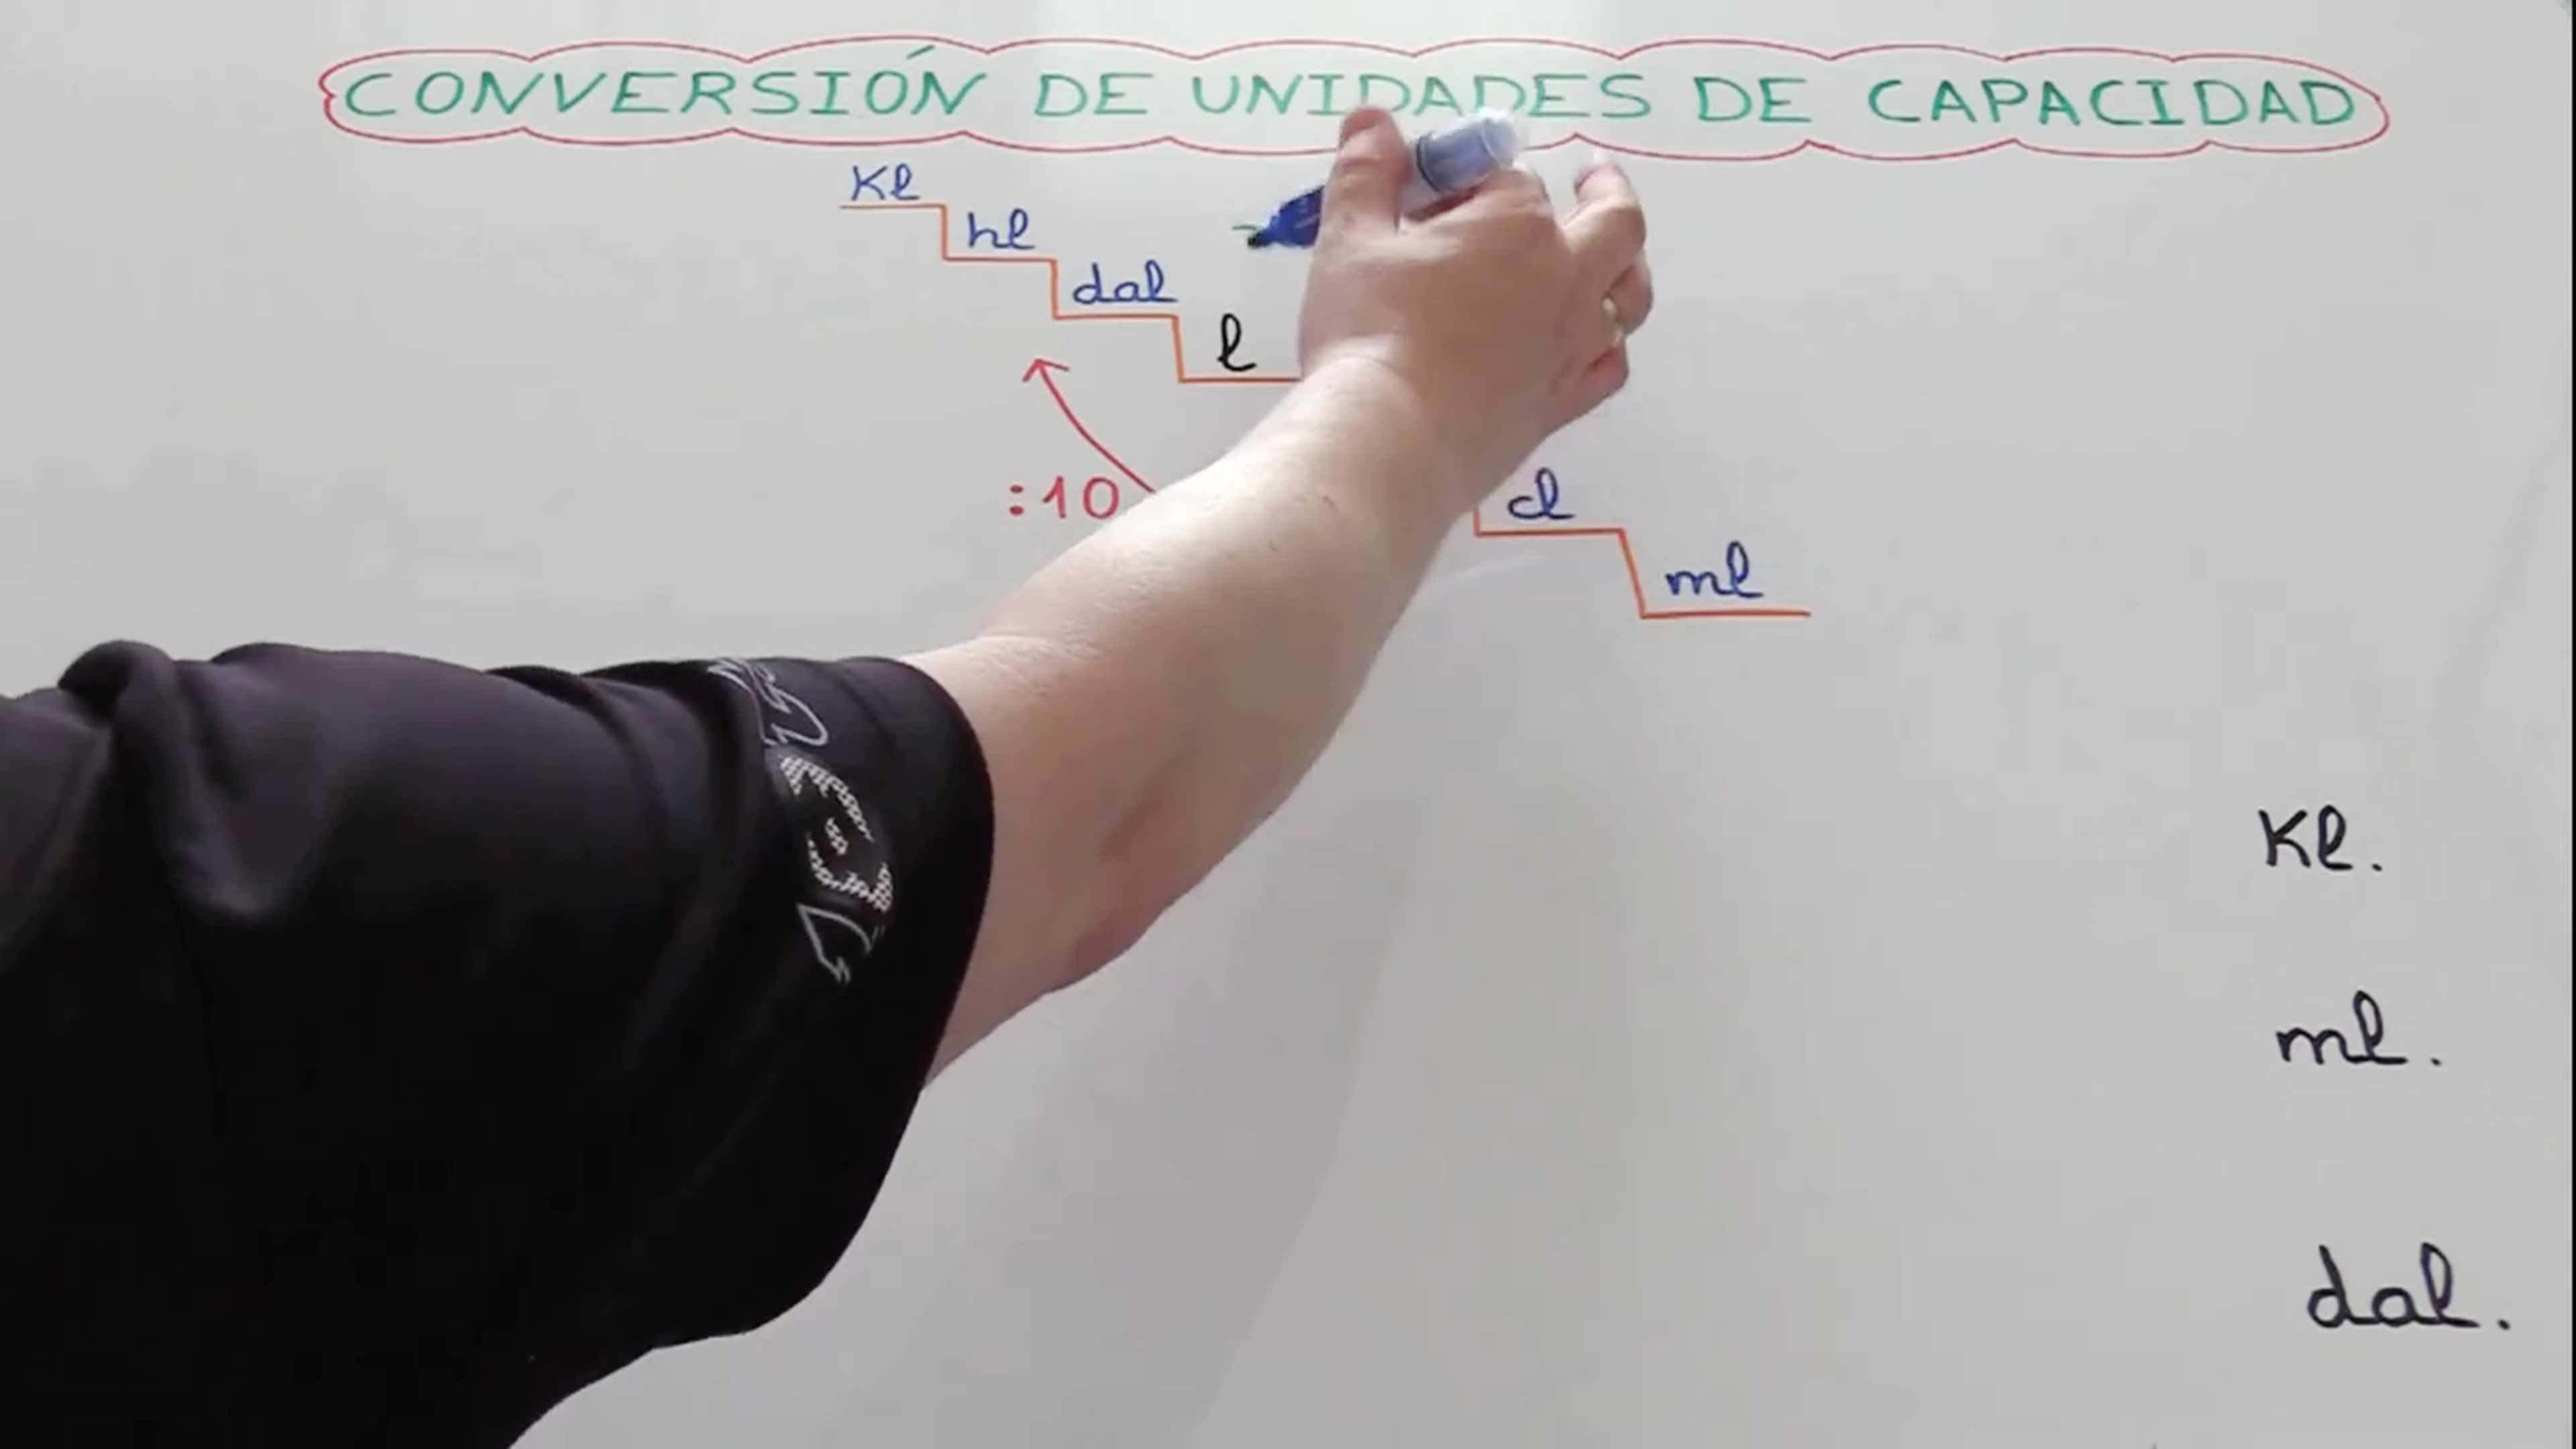 CONVERSIÓN DE UNIDADES DE CAPACIDAD
Kl
hl
dal
l
:10
cl
ml
Kl.
ml.
dal.